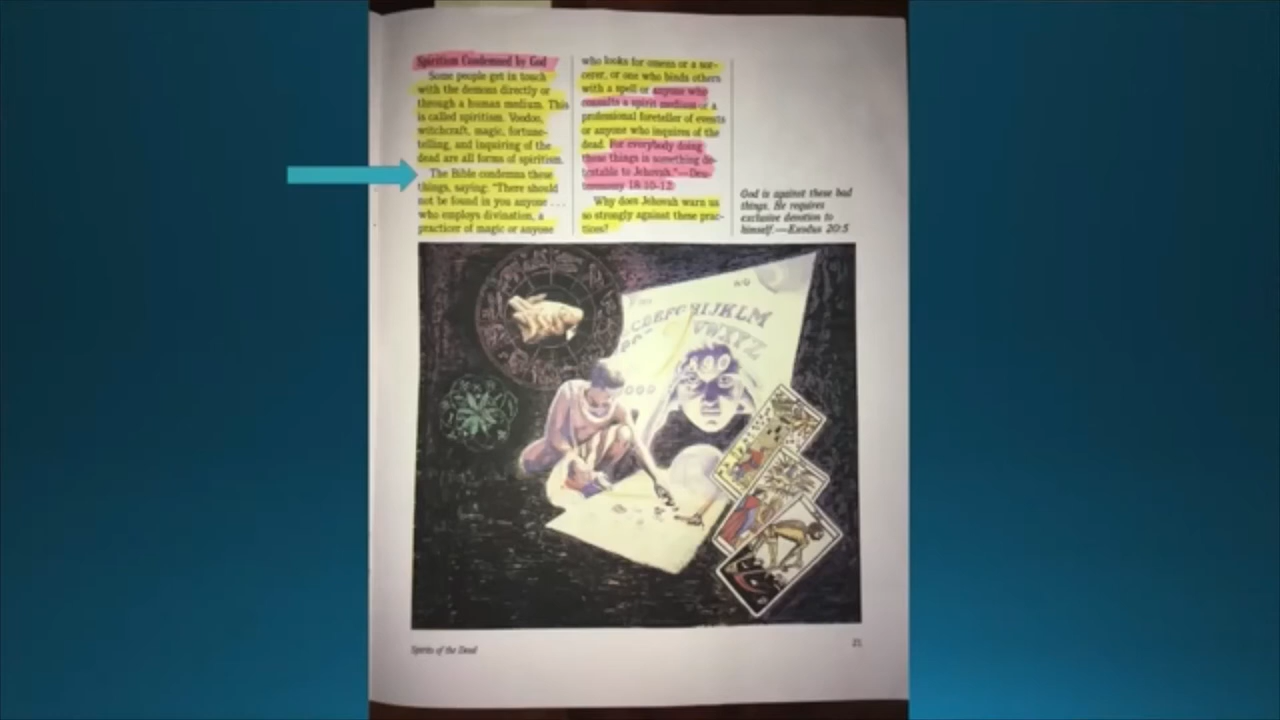 Spiritism Condemned by God
Some people get in touch
with the demons directly or
through a human medium. This
is called spiritism. Voodoo,
witchcraft, magic, fortune-
telling, and inquiring of the
dead are all forms of spiritism.
The Bible condemns these
things, saying: "There should
not be found in you anyone . . .
who employs divination, a
practicer of magic or anyone
who looks for omens or a sor-
cerer, or one who binds others
with a spell or anyone who
consults a spirit medium or a
professional foreteller of events
or anyone who inquires of the
dead. For everybody doing
these things is something de-
testable to Jehovah."—Deu-
teronomy 18:10-12.
Why does Jehovah warn us
so strongly against these prac-
tices?
God is against these bad
things. He requires
exclusive devotion to
himself.—Exodus 20:5
NO
HIJKLM
VWXYZ
Spirits of the Dead
21